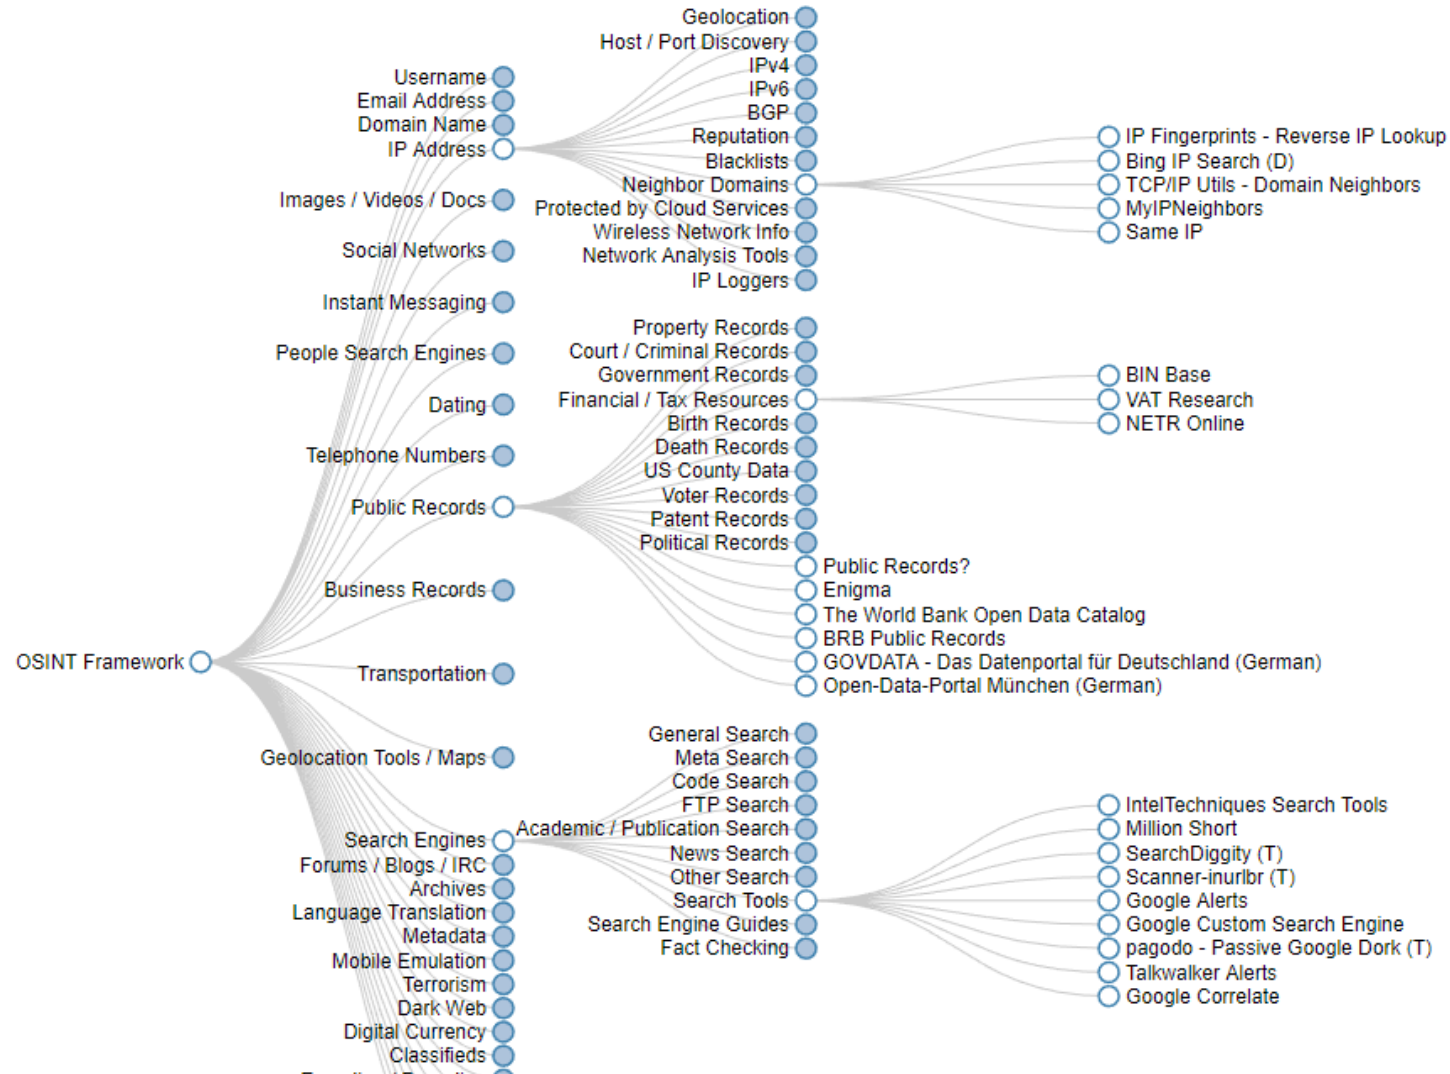 OSINT Framework
Username
Email Address
Domain Name
IP Address
Images / Videos / Docs
Social Networks
Instant Messaging
People Search Engines
Dating
Telephone Numbers
Public Records
Business Records
Transportation
Geolocation Tools / Maps
Search Engines
Forums / Blogs / IRC
Archives
Language Translation
Metadata
Mobile Emulation
Terrorism
Dark Web
Digital Currency
Classifieds
Geolocation
Host / Port Discovery
IPv4
IPv6
BGP
Reputation
Blacklists
Neighbor Domains
Protected by Cloud Services
Wireless Network Info
Network Analysis Tools
IP Loggers
IP Fingerprints - Reverse IP Lookup
Bing IP Search (D)
TCP/IP Utils - Domain Neighbors
MyIPNeighbors
Same IP
Property Records
Court / Criminal Records
Government Records
Financial / Tax Resources
Birth Records
Death Records
US County Data
Voter Records
Patent Records
Political Records
Public Records?
Enigma
The World Bank Open Data Catalog
BRB Public Records
GOVDATA - Das Datenportal für Deutschland (German)
Open-Data-Portal München (German)
BIN Base
VAT Research
NETR Online
General Search
Meta Search
Code Search
FTP Search
Academic / Publication Search
News Search
Other Search
Search Tools
Search Engine Guides
Fact Checking
IntelTechniques Search Tools
Million Short
SearchDiggity (T)
Scanner-inurlbr (T)
Google Alerts
Google Custom Search Engine
pagodo - Passive Google Dork (T)
Talkwalker Alerts
Google Correlate